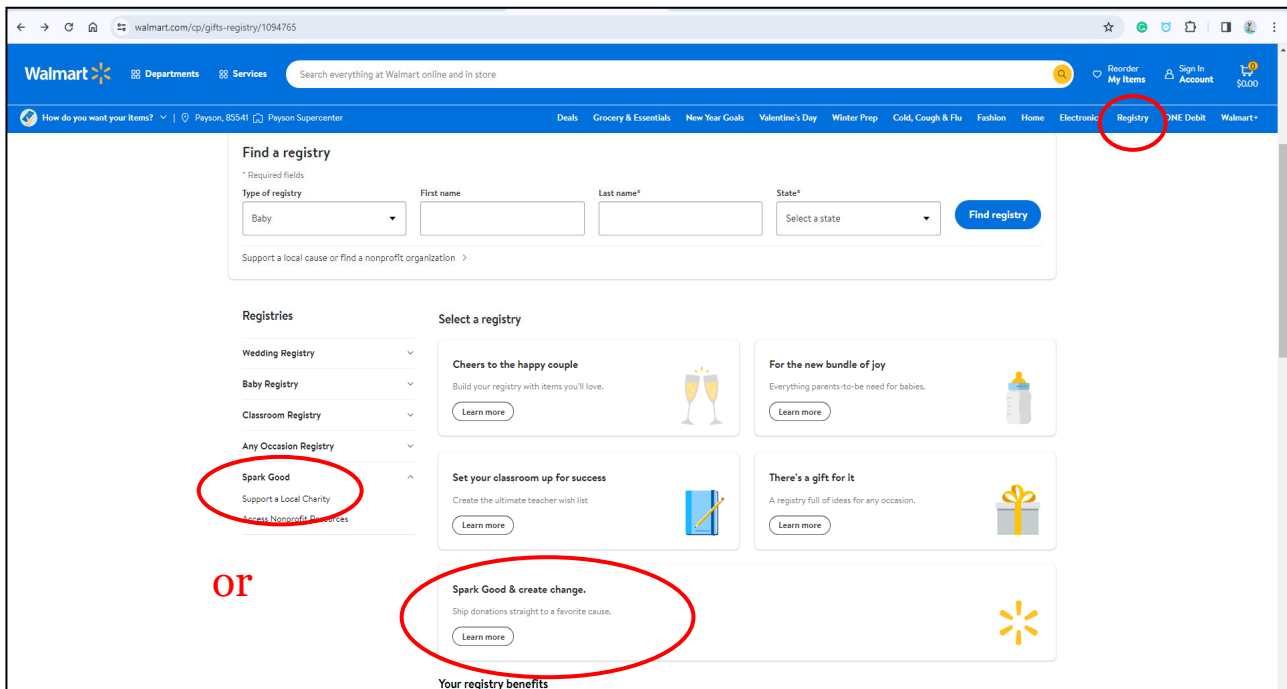 walmart.com/cp/gifts-registry/1094765
Walmart Departments Services Search everything at Walmart online and in store Reorder My Items Sign In Account 0 $0.00
How do you want your items? | Payson, 85541 Payson Supercenter Deals Grocery & Essentials New Year Goals Valentine's Day Winter Prep Cold, Cough & Flu Fashion Home Electronic Registry ONE Debit Walmart+
Find a registry
* Required fields
Type of registry First name Last name* State*
Baby Select a state Find registry
Support a local cause or find a nonprofit organization >
Registries
Wedding Registry
Baby Registry
Classroom Registry
Any Occasion Registry
Spark Good
Support a Local Charity
Access Nonprofit Resources
or
Select a registry
Cheers to the happy couple
Build your registry with items you'll love.
Learn more
For the new bundle of joy
Everything parents-to-be need for babies.
Learn more
Set your classroom up for success
Create the ultimate teacher wish list
Learn more
There's a gift for it
A registry full of ideas for any occasion.
Learn more
Spark Good & create change.
Ship donations straight to a favorite cause.
Learn more
Your registry benefits